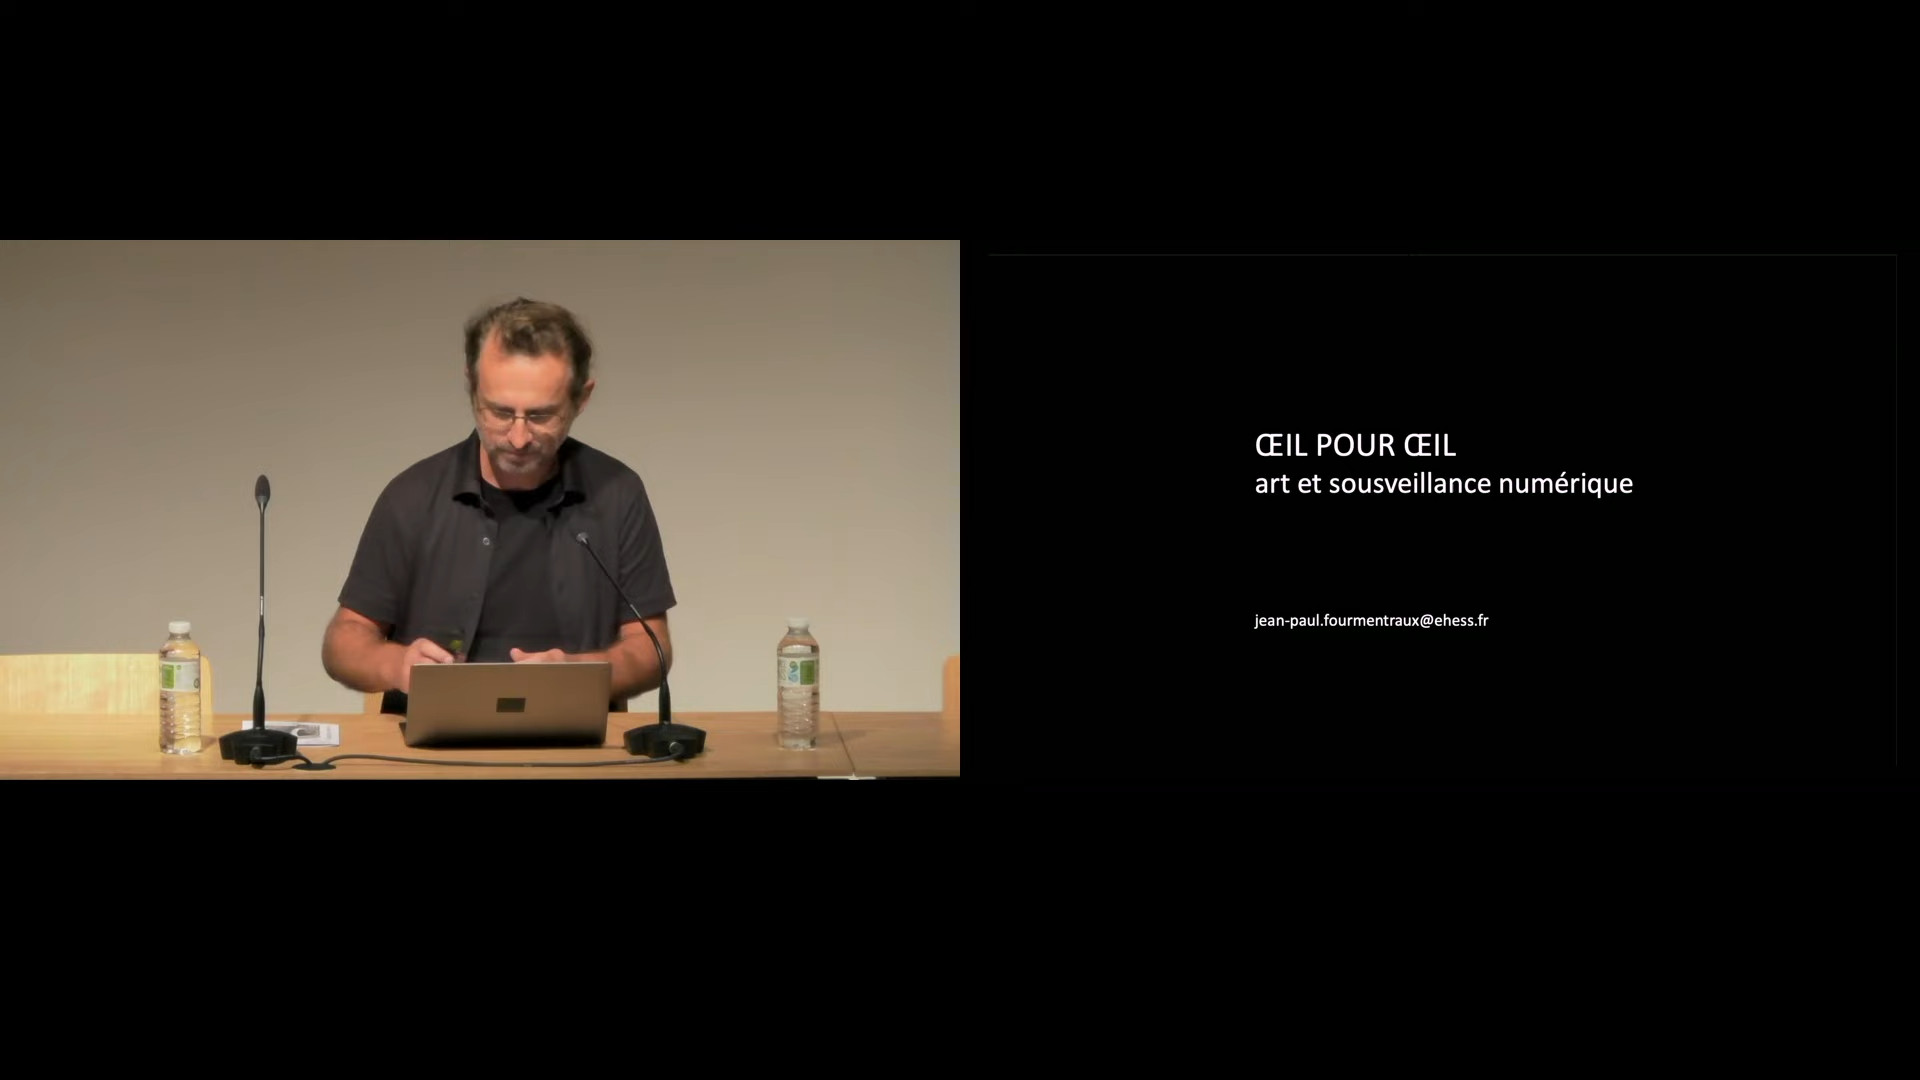 ŒIL POUR ŒIL
art et sousveillance numérique
jean-paul.fourmentraux@ehess.fr